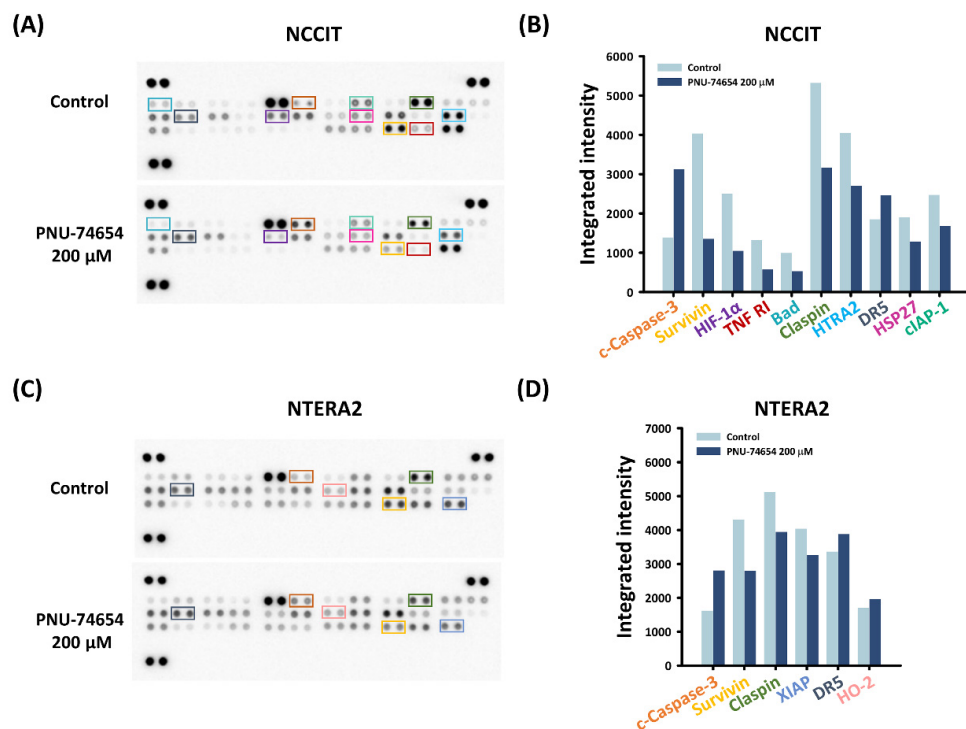 (A)
NCCIT
Control
PNU-74654
200 µM
(B)
NCCIT
Control
PNU-74654 200 µM
Integrated intensity
6000
5000
4000
3000
2000
1000
0
c-Caspase-3
Survivin
HIF-1α
TNF RI
Bad
Claspin
HTRA2
DR5
HSP27
cIAP-1
(C)
NTERA2
Control
PNU-74654
200 µM
(D)
NTERA2
Control
PNU-74654 200 µM
Integrated intensity
7000
6000
5000
4000
3000
2000
1000
0
c-Caspase-3
Survivin
Claspin
XIAP
DR5
HO-2